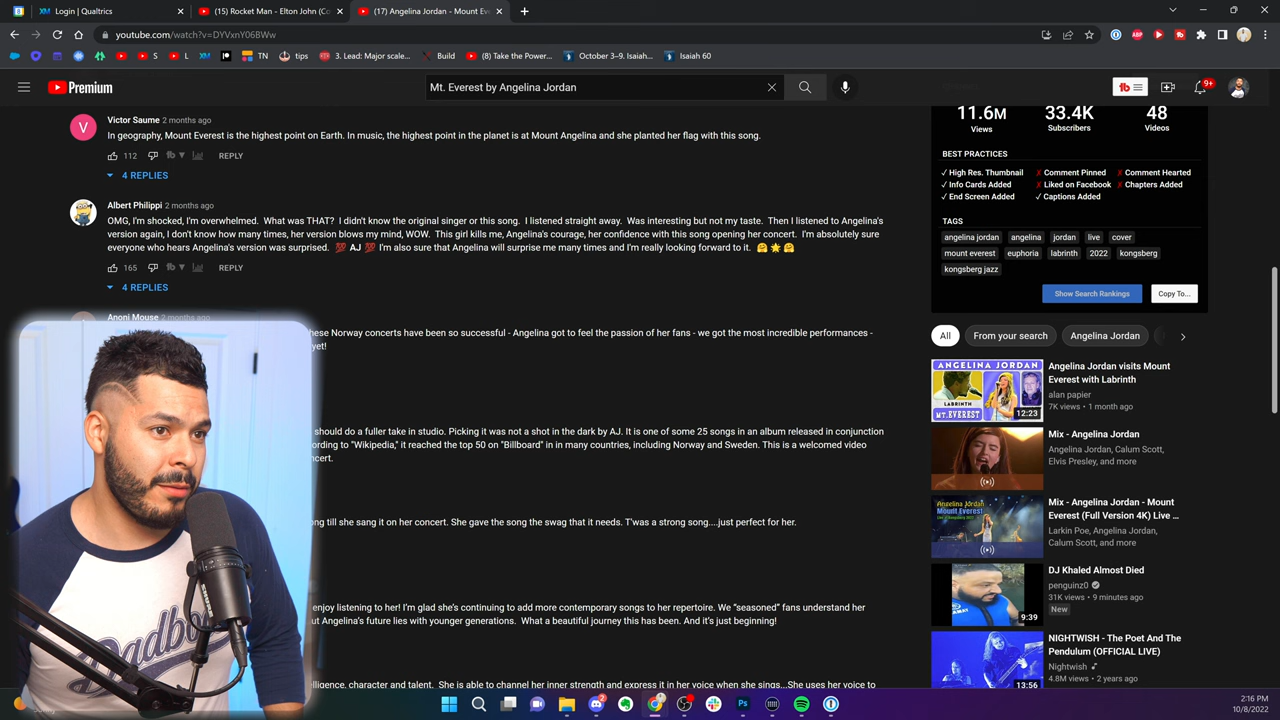 Login | Qualtrics
(15) Rocket Man - Elton John (Co
(17) Angelina Jordan - Mount Ev
youtube.com/watch?v=DYVxnY06BWw
S
L
TN
tips
3. Lead: Major scale...
Build
(8) Take the Power...
October 3–9. Isaiah...
Isaiah 60
Premium
Mt. Everest by Angelina Jordan
9+
Victor Saume 2 months ago
In geography, Mount Everest is the highest point on Earth. In music, the highest point in the planet is at Mount Angelina and she planted her flag with this song.
112 REPLY
4 REPLIES
Albert Philippi 2 months ago
OMG, I'm shocked, I'm overwhelmed. What was THAT? I didn't know the original singer or this song. I listened straight away. Was interesting but not my taste. Then I listened to Angelina's
version again, I don't know how many times, her version blows my mind, WOW. This girl kills me, Angelina's courage, her confidence with this song opening her concert. I'm absolutely sure
everyone who hears Angelina's version was surprised. 💯 AJ 💯 I'm also sure that Angelina will surprise me many times and I'm really looking forward to it. 🤗 🌟 🤗
165 REPLY
4 REPLIES
Anoni Mouse 2 months ago
hese Norway concerts have been so successful - Angelina got to feel the passion of her fans - we got the most incredible performances -
yet!
should do a fuller take in studio. Picking it was not a shot in the dark by AJ. It is one of some 25 songs in an album released in conjunction
ording to "Wikipedia," it reached the top 50 on "Billboard" in in many countries, including Norway and Sweden. This is a welcomed video
ncert.
ong till she sang it on her concert. She gave the song the swag that it needs. T'was a strong song....just perfect for her.
enjoy listening to her! I'm glad she's continuing to add more contemporary songs to her repertoire. We "seasoned" fans understand her
ut Angelina's future lies with younger generations. What a beautiful journey this has been. And it's just beginning!
elligence, character and talent. She is able to channel her inner strength and express it in her voice when she sings... She uses her voice to
11.6M
Views
33.4K
Subscribers
48
Videos
BEST PRACTICES
✓ High Res. Thumbnail
✗ Comment Pinned
✗ Comment Hearted
✓ Info Cards Added
✗ Liked on Facebook
✗ Chapters Added
✓ End Screen Added
✓ Captions Added
TAGS
angelina jordan angelina jordan live cover
mount everest euphoria labrinth 2022 kongsberg
kongsberg jazz
Show Search Rankings
Copy To...
All
From your search
Angelina Jordan
ANGELINA JORDAN
LABRINTH
MT. EVEREST
12:23
Angelina Jordan visits Mount
Everest with Labrinth
alan papier
7K views • 1 month ago
Mix - Angelina Jordan
Angelina Jordan, Calum Scott,
Elvis Presley, and more
Angelina Jordan
Mount Everest
Mix - Angelina Jordan - Mount
Everest (Full Version 4K) Live ...
Larkin Poe, Angelina Jordan,
Calum Scott, and more
9:39
DJ Khaled Almost Died
penguinz0
31K views • 9 minutes ago
New
13:56
NIGHTWISH - The Poet And The
Pendulum (OFFICIAL LIVE)
Nightwish
4.8M views • 2 years ago
Dadbo
2
2:16 PM
10/8/2022